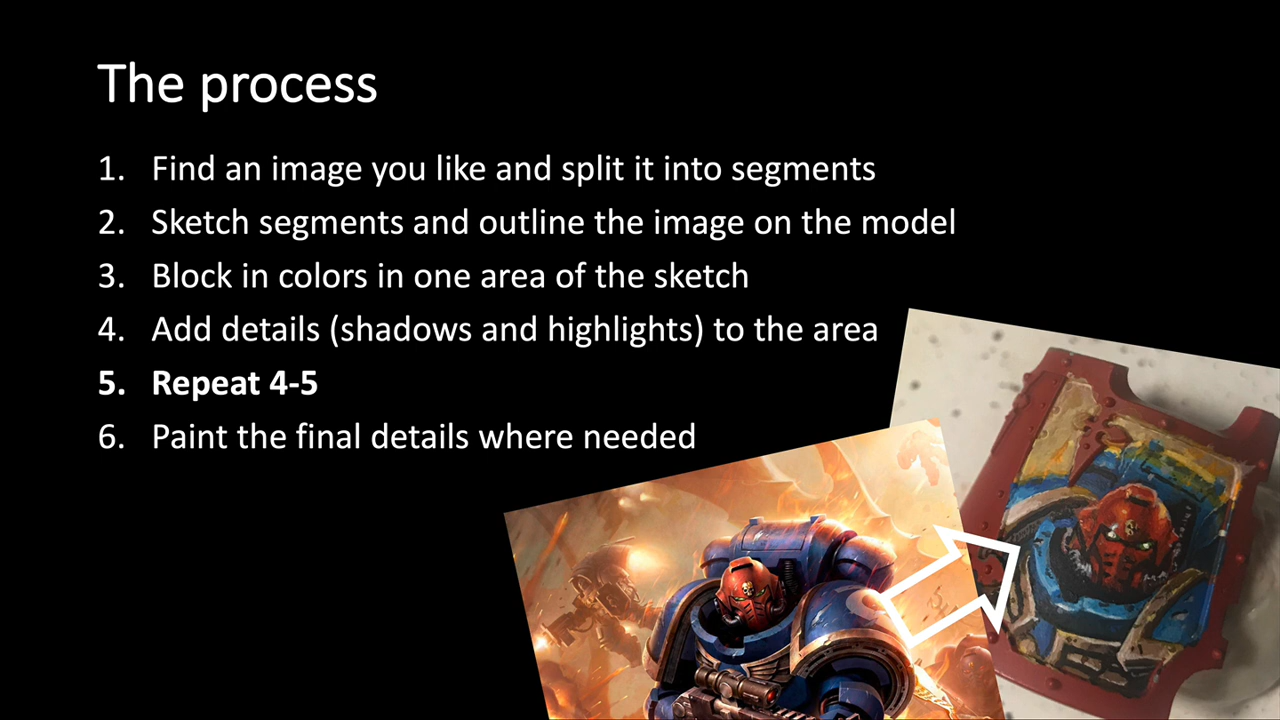 The process
1. Find an image you like and split it into segments
2. Sketch segments and outline the image on the model
3. Block in colors in one area of the sketch
4. Add details (shadows and highlights) to the area
5. Repeat 4-5
6. Paint the final details where needed